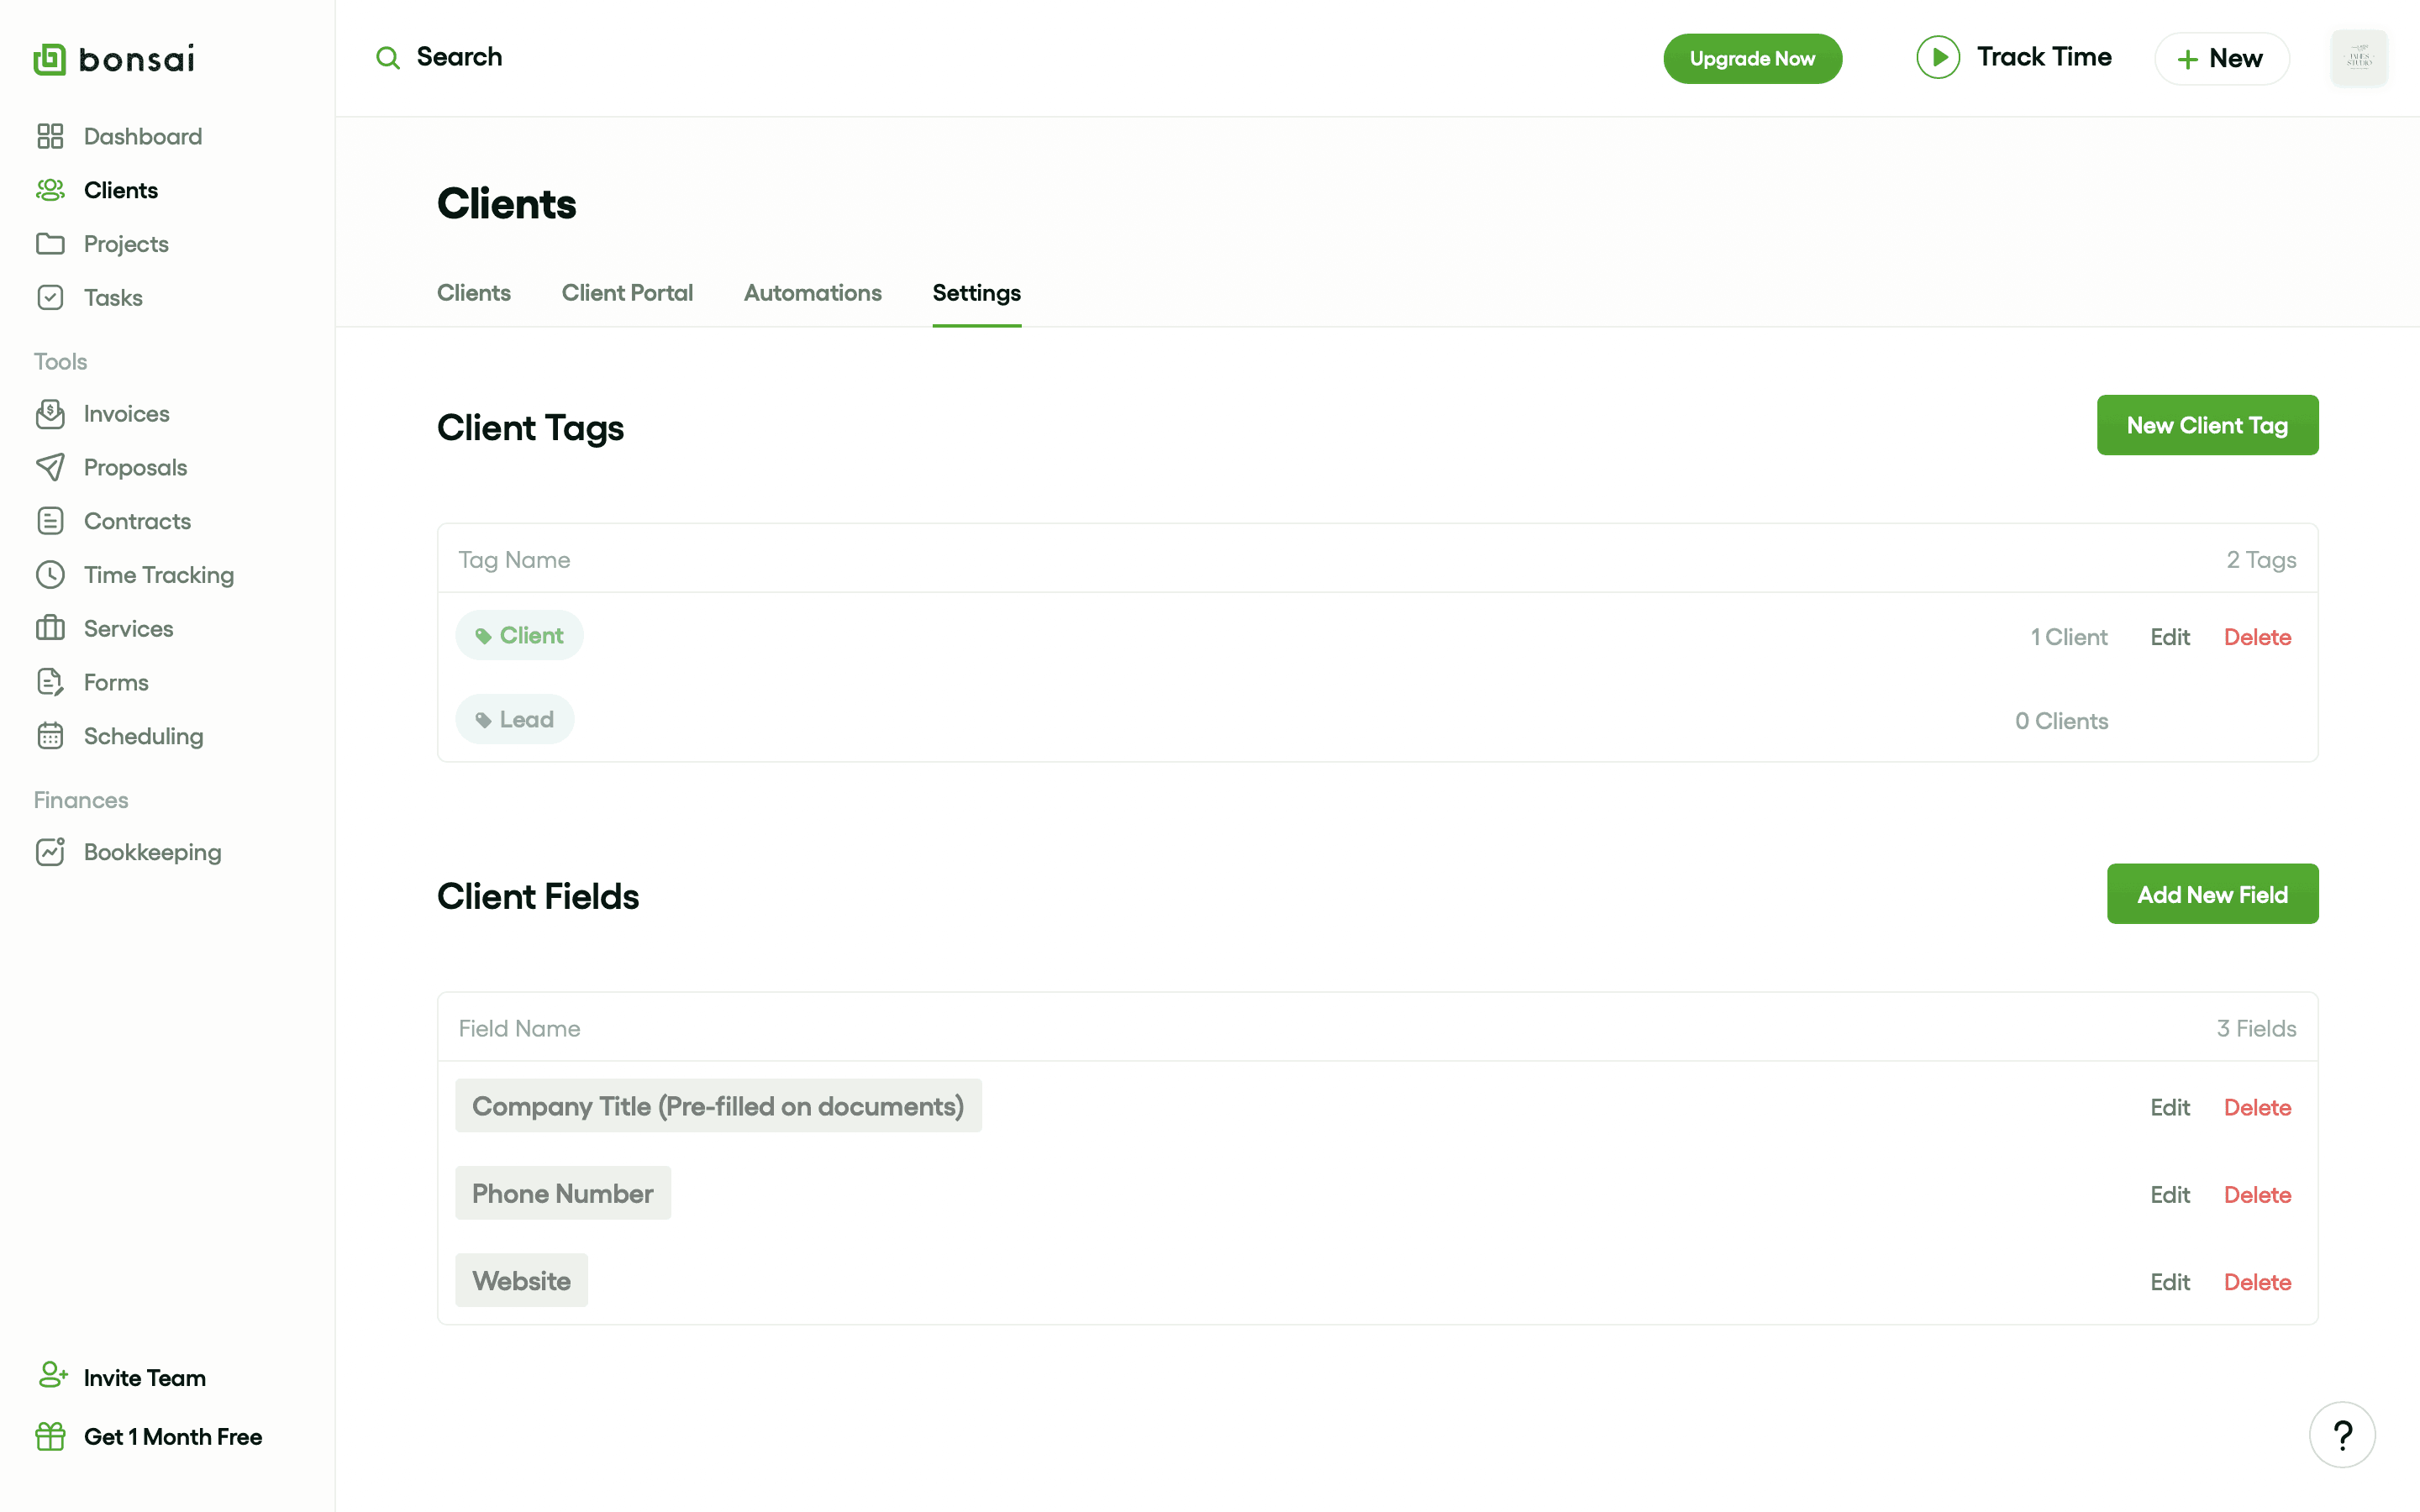 bonsai
Search
Upgrade Now
Track Time
New
Dashboard
Clients
Projects
Tasks
Tools
Invoices
Proposals
Contracts
Time Tracking
Services
Forms
Scheduling
Finances
Bookkeeping
Invite Team
Get 1 Month Free
Clients
Clients Client Portal Automations Settings
Client Tags
New Client Tag
Tag Name 2 Tags
Client 1 Client Edit Delete
Lead 0 Clients
Client Fields
Add New Field
Field Name 3 Fields
Company Title (Pre-filled on documents) Edit Delete
Phone Number Edit Delete
Website Edit Delete
?